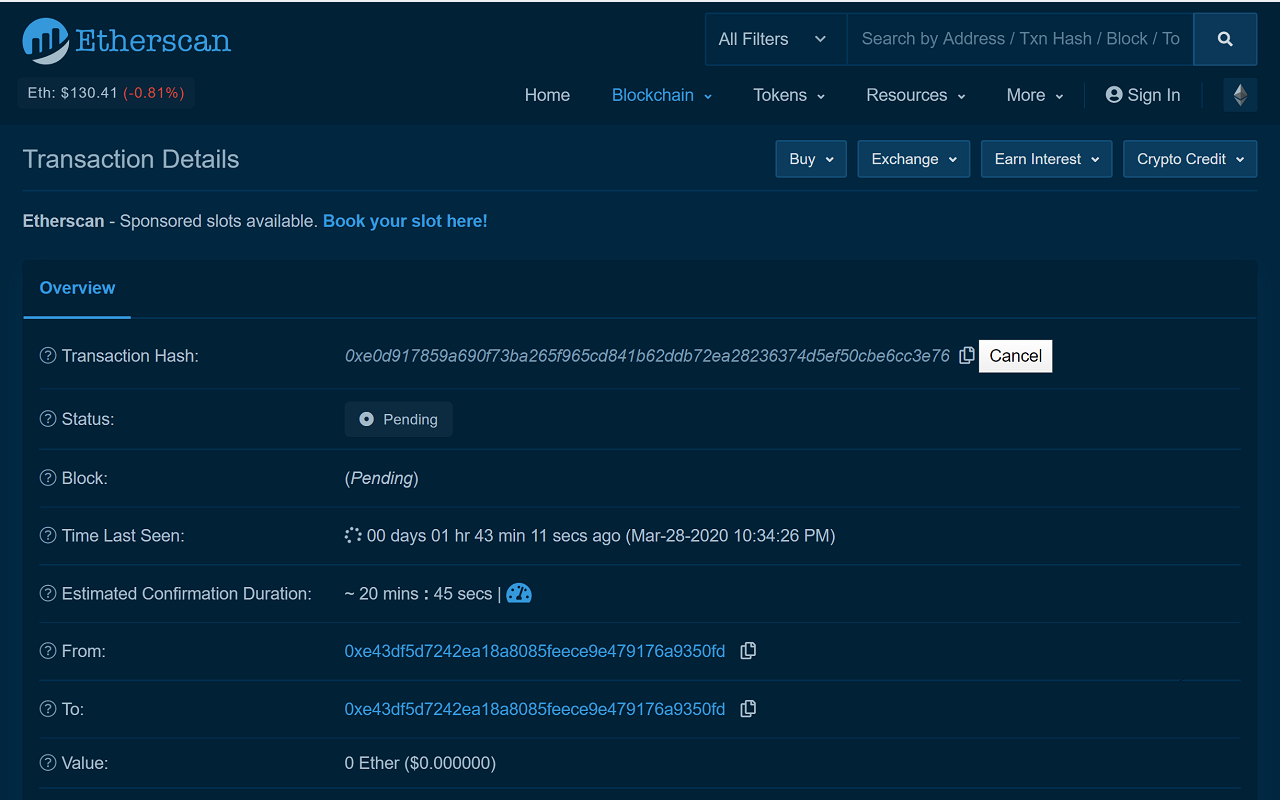 Etherscan
All Filters
Search by Address / Txn Hash / Block / To
Eth: $130.41 (-0.81%)
Home Blockchain Tokens Resources More Sign In
Transaction Details
Buy Exchange Earn Interest Crypto Credit
Etherscan - Sponsored slots available. Book your slot here!
Overview
Transaction Hash: 0xe0d917859a690f73ba265f965cd841b62ddb72ea28236374d5ef50cbe6cc3e76 Cancel
Status: Pending
Block: (Pending)
Time Last Seen: 00 days 01 hr 43 min 11 secs ago (Mar-28-2020 10:34:26 PM)
Estimated Confirmation Duration: ~ 20 mins : 45 secs |
From: 0xe43df5d7242ea18a8085feece9e479176a9350fd
To: 0xe43df5d7242ea18a8085feece9e479176a9350fd
Value: 0 Ether ($0.000000)